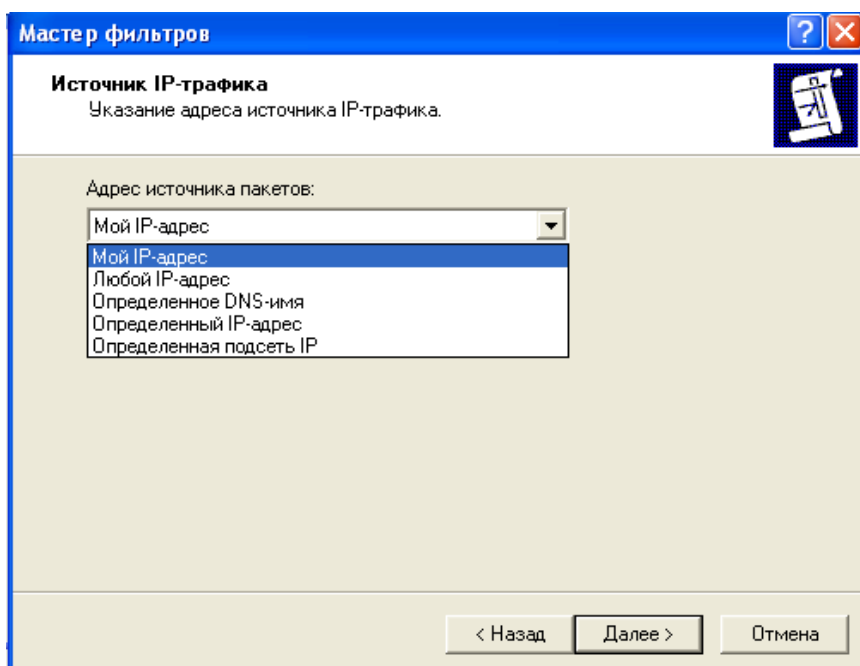 Мастер фильтров
Источник IP-трафика
Указание адреса источника IP-трафика.
Адрес источника пакетов:
Мой IP-адрес
Мой IP-адрес
Любой IP-адрес
Определенное DNS-имя
Определенный IP-адрес
Определенная подсеть IP
< Назад Далее > Отмена